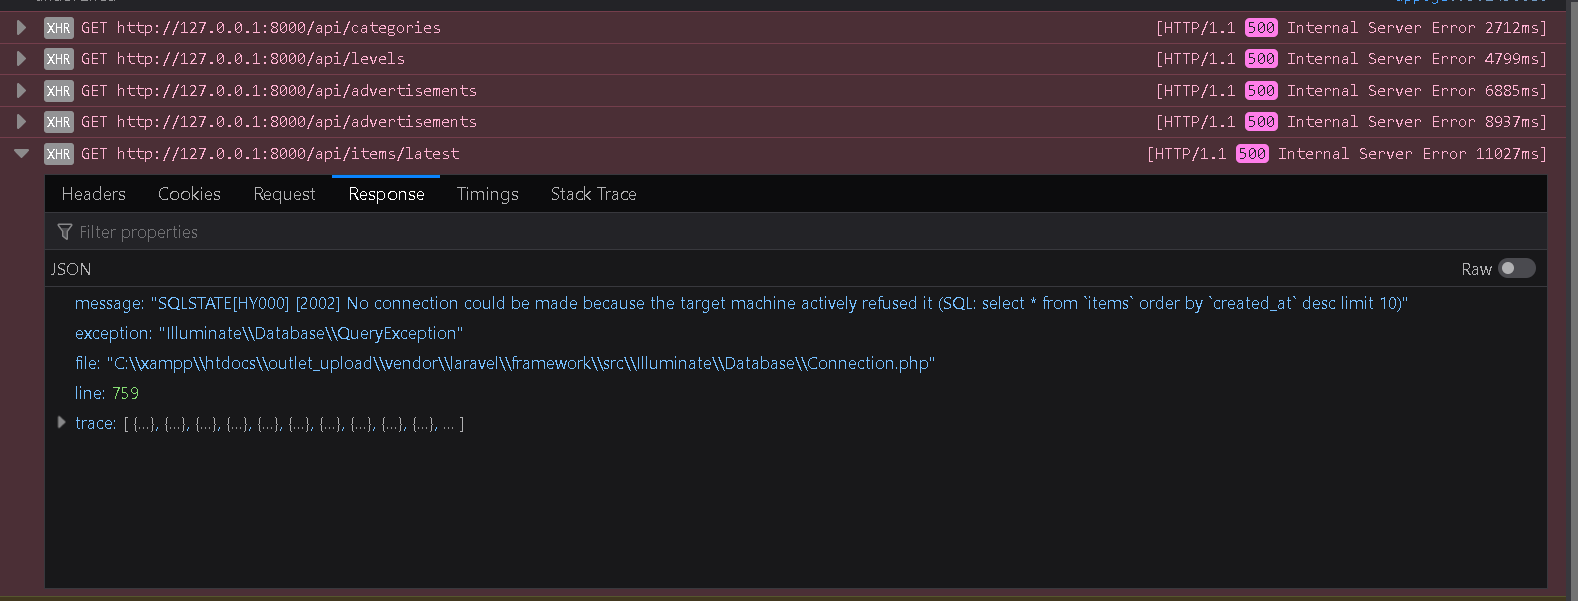 XHR GET http://127.0.0.1:8000/api/categories [HTTP/1.1 500 Internal Server Error 2712ms]
XHR GET http://127.0.0.1:8000/api/levels [HTTP/1.1 500 Internal Server Error 4799ms]
XHR GET http://127.0.0.1:8000/api/advertisements [HTTP/1.1 500 Internal Server Error 6885ms]
XHR GET http://127.0.0.1:8000/api/advertisements [HTTP/1.1 500 Internal Server Error 8937ms]
XHR GET http://127.0.0.1:8000/api/items/latest [HTTP/1.1 500 Internal Server Error 11027ms]
Headers Cookies Request Response Timings Stack Trace
Filter properties
JSON Raw
message: "SQLSTATE[HY000] [2002] No connection could be made because the target machine actively refused it (SQL: select * from `items` order by `created_at` desc limit 10)"
exception: "Illuminate\\Database\\QueryException"
file: "C:\\xampp\\htdocs\\outlet_upload\\vendor\\laravel\\framework\\src\\Illuminate\\Database\\Connection.php"
line: 759
trace: [ {…}, {…}, {…}, {…}, {…}, {…}, {…}, {…}, {…}, {…}, … ]